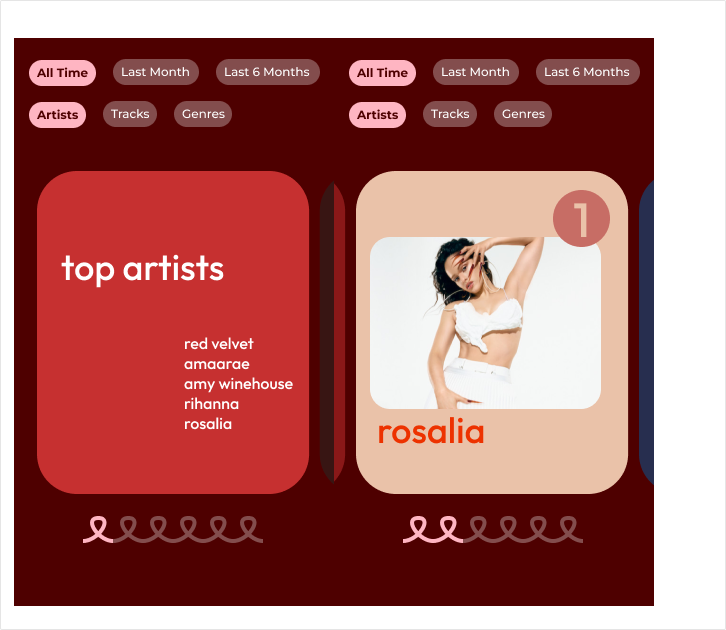 All Time Last Month Last 6 Months
Artists Tracks Genres
top artists
red velvet
amaarae
amy winehouse
rihanna
rosalia
All Time Last Month Last 6 Months
Artists Tracks Genres
1
rosalia